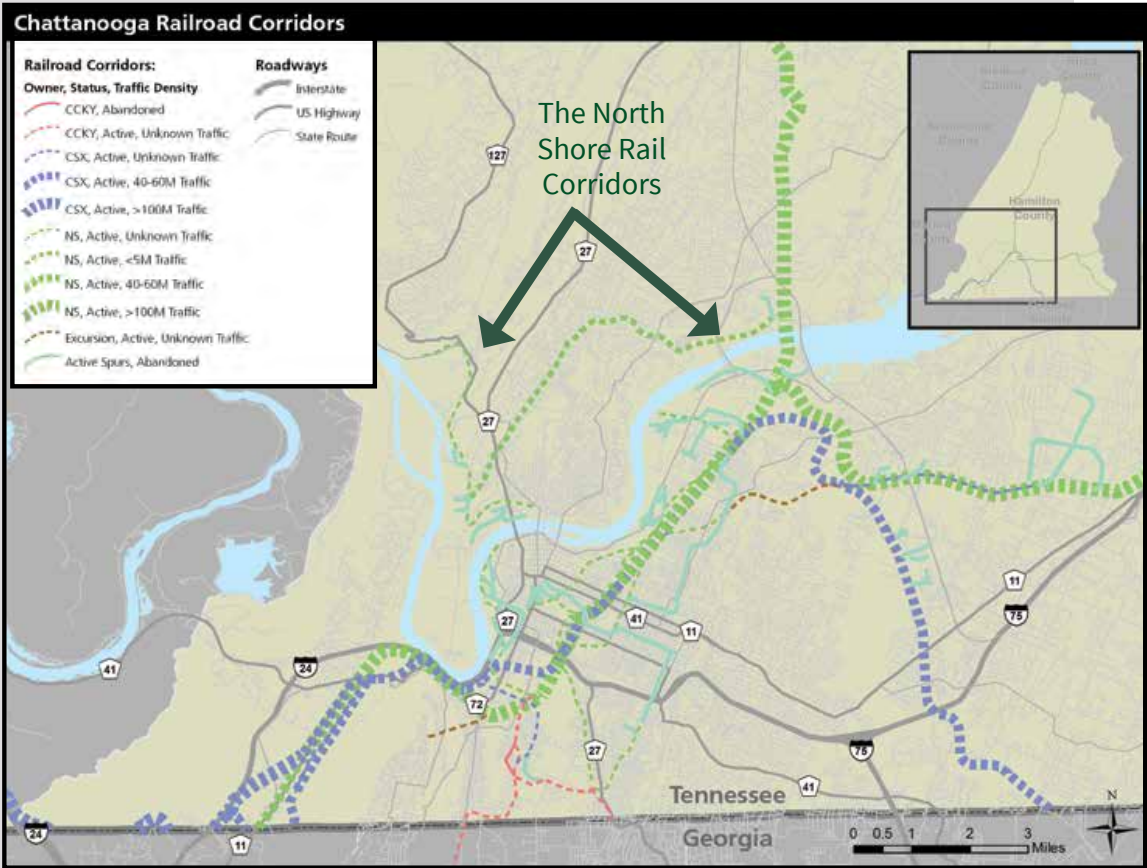 Chattanooga Railroad Corridors
Railroad Corridors:
Owner, Status, Traffic Density
CCKY, Abandoned
CCKY, Active, Unknown Traffic
CSX, Active, Unknown Traffic
CSX, Active, 40-60M Traffic
CSX, Active, >100M Traffic
NS, Active, Unknown Traffic
NS, Active, <5M Traffic
NS, Active, 40-60M Traffic
NS, Active, >100M Traffic
Excursion, Active, Unknown Traffic
Active Spurs, Abandoned
Roadways
Interstate
US Highway
State Route
The North
Shore Rail
Corridors
Hamilton
County
County
County
127
27
27
27
41
11
11
75
41
24
72
27
75
41
Tennessee
Georgia
24
11
0 0.5 1 2 3
Miles
N